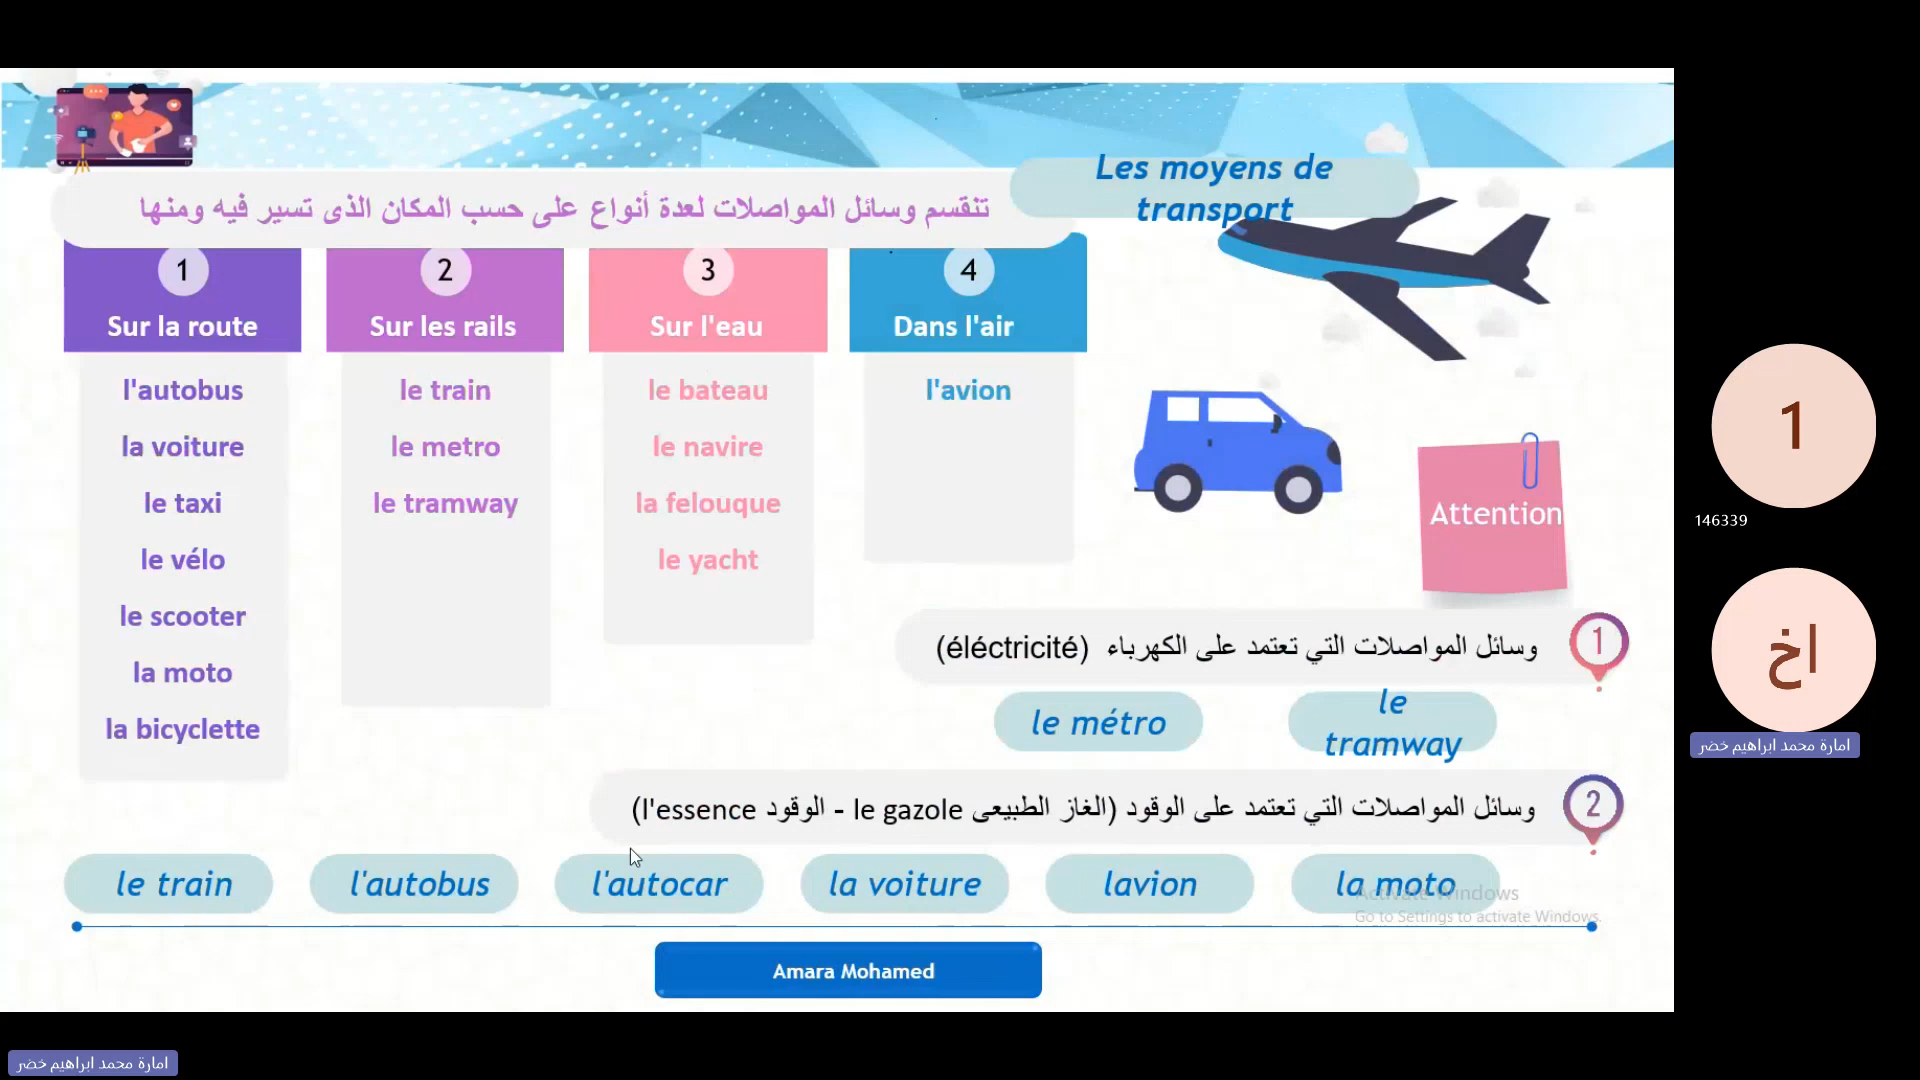 Les moyens de
transport
تنقسم وسائل المواصلات لعدة أنواع على حسب المكان الذى تسير فيه ومنها
1
Sur la route
l'autobus
la voiture
le taxi
le vélo
le scooter
la moto
la bicyclette
2
Sur les rails
le train
le metro
le tramway
3
Sur l'eau
le bateau
le navire
la felouque
le yacht
4
Dans l'air
l'avion
Attention
1
وسائل المواصلات التي تعتمد على الكهرباء (éléctricité)
le métro
le
tramway
2
وسائل المواصلات التي تعتمد على الوقود (الغاز الطبيعى le gazole - الوقود l'essence)
le train
l'autobus
l'autocar
la voiture
lavion
la moto
Activate Windows
Go to Settings to activate Windows.
Amara Mohamed
1
146339
اخ
امارة محمد ابراهيم خضر
امارة محمد ابراهيم خضر